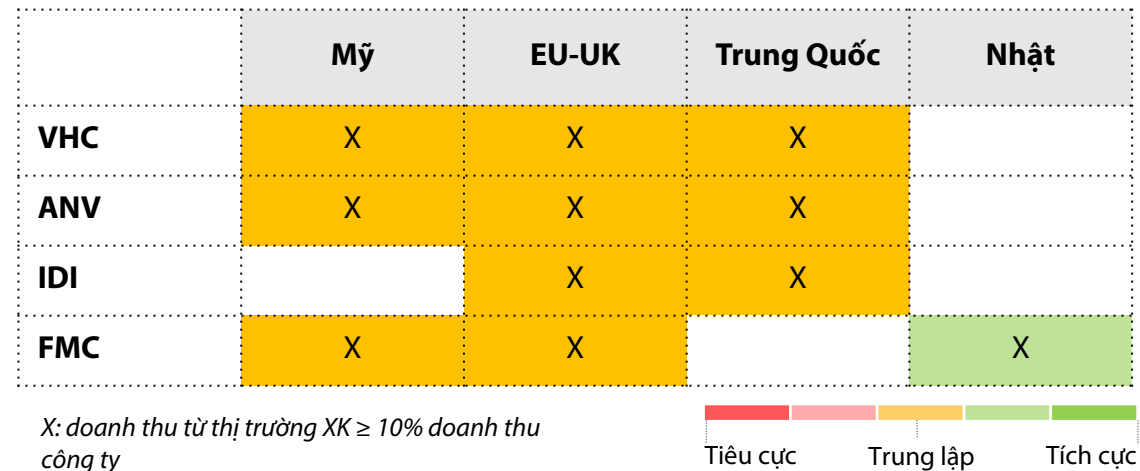 Mỹ EU-UK Trung Quốc Nhật
VHC X X X
ANV X X X
IDI X X
FMC X X X
X: doanh thu từ thị trường XK ≥ 10% doanh thu
công ty
Tiêu cực Trung lập Tích cực